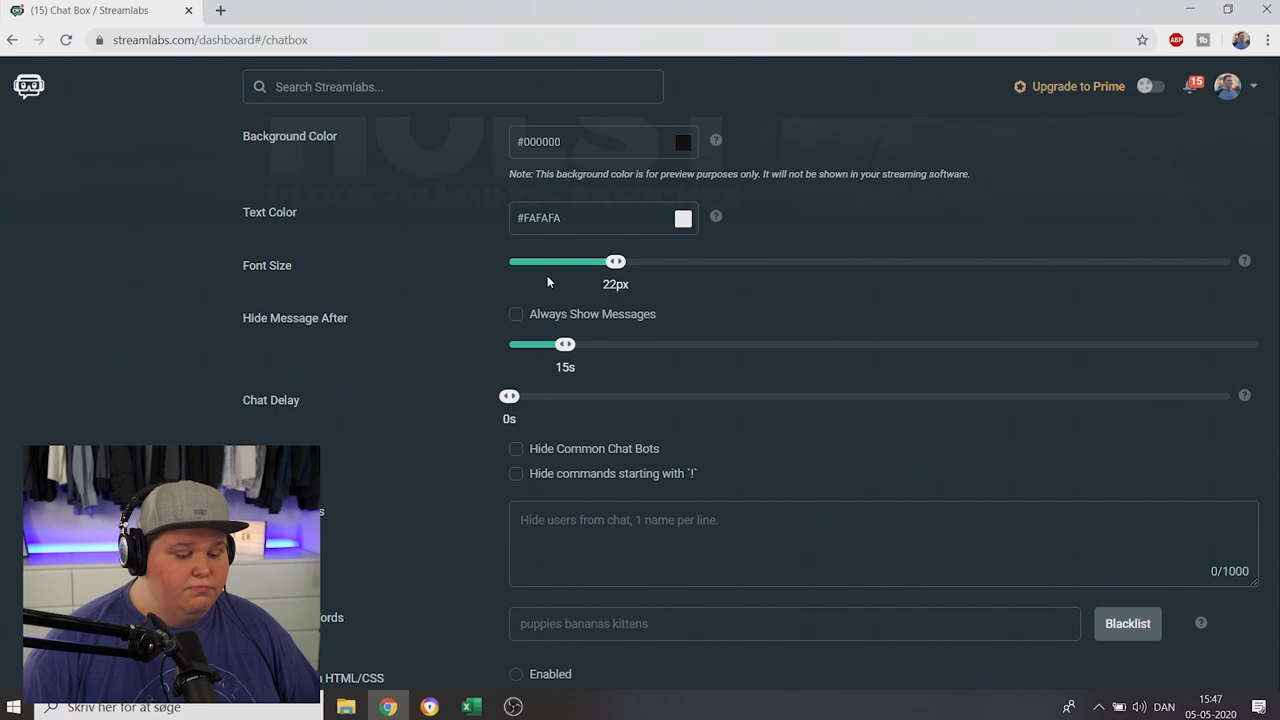 (15) Chat Box / Streamlabs
streamlabs.com/dashboard#/chatbox
ABP
Search Streamlabs...
Upgrade to Prime
15
Background Color
#000000
Note: This background color is for preview purposes only. It will not be shown in your streaming software.
VLOGS - GAMING -
Text Color
#FAFAFA
Font Size
22px
Hide Message After
Always Show Messages
15s
Chat Delay
0s
Hide Common Chat Bots
Hide commands starting with `!`
Hide users from chat, 1 name per line.
0/1000
puppies bananas kittens
Blacklist
HTML/CSS
Enabled
Skriv her for at søge
DAN
15:47
05-05-2020